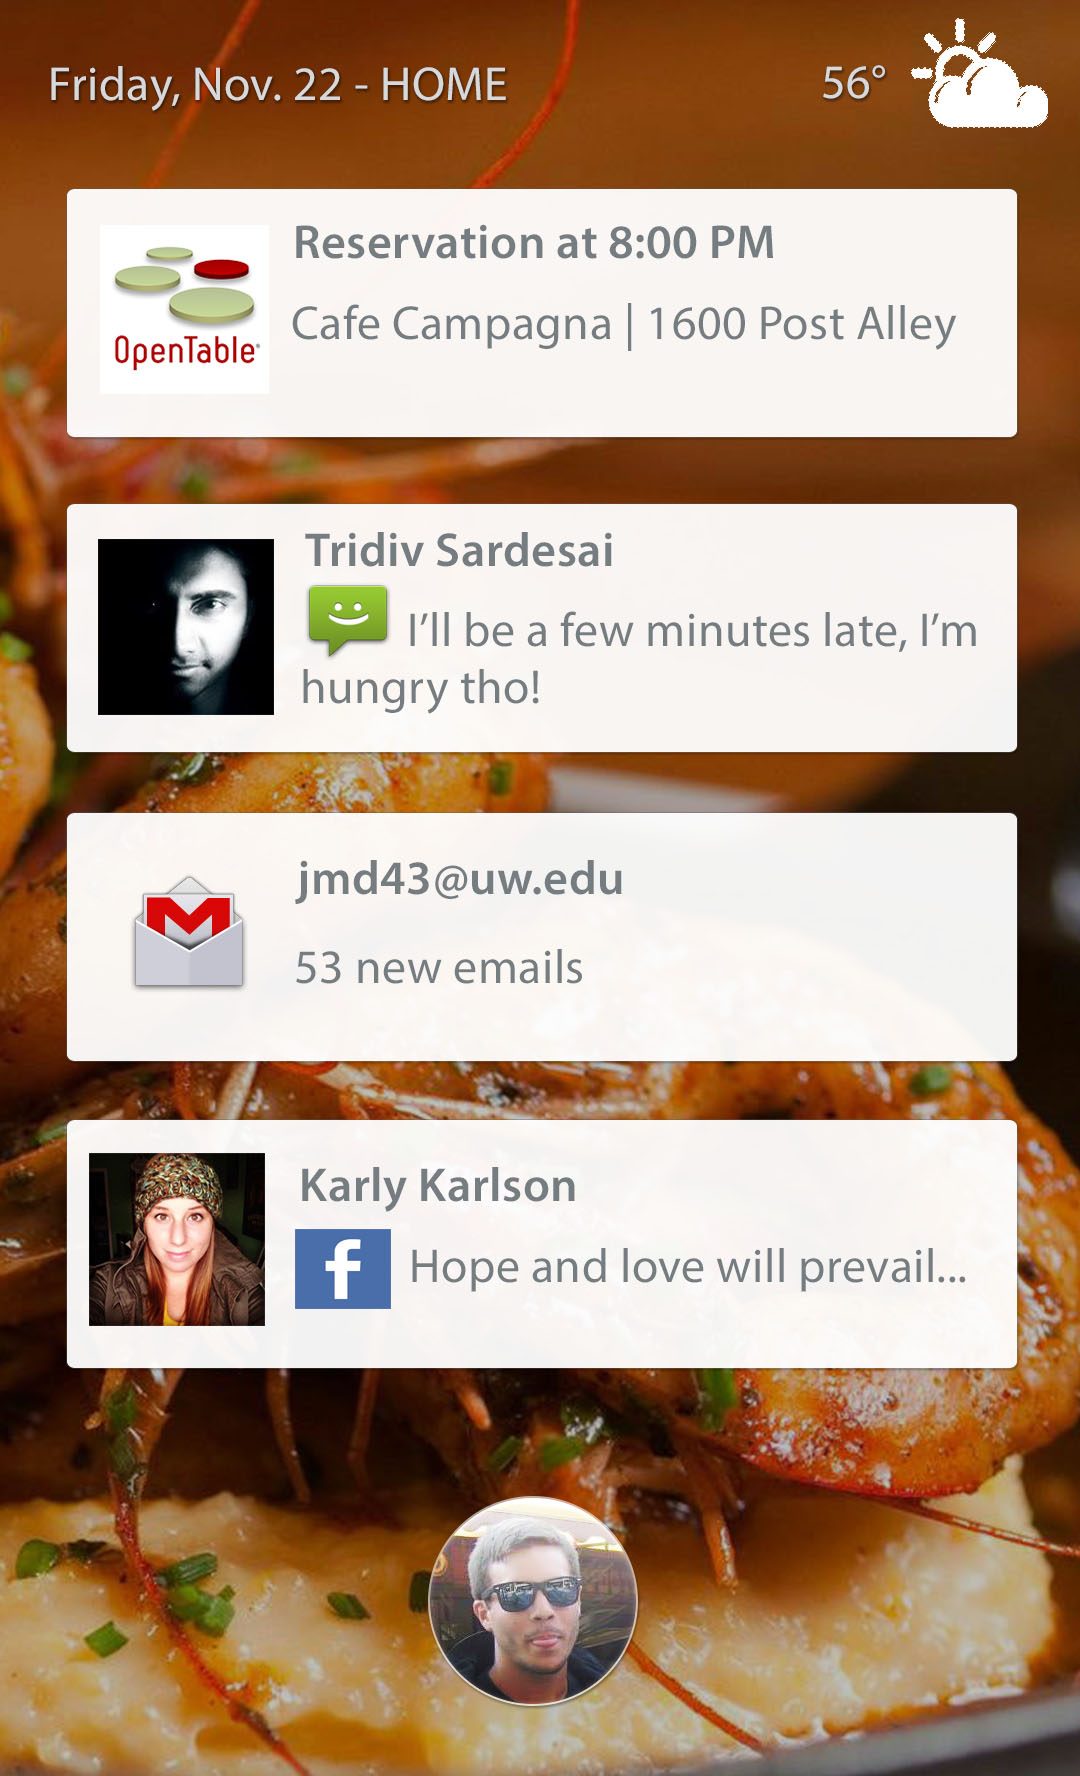 Friday, Nov. 22 - HOME
56°
Reservation at 8:00 PM
OpenTable®
Cafe Campagna | 1600 Post Alley
Tridiv Sardesai
I’ll be a few minutes late, I’m
hungry tho!
jmd43@uw.edu
53 new emails
Karly Karlson
f
Hope and love will prevail...